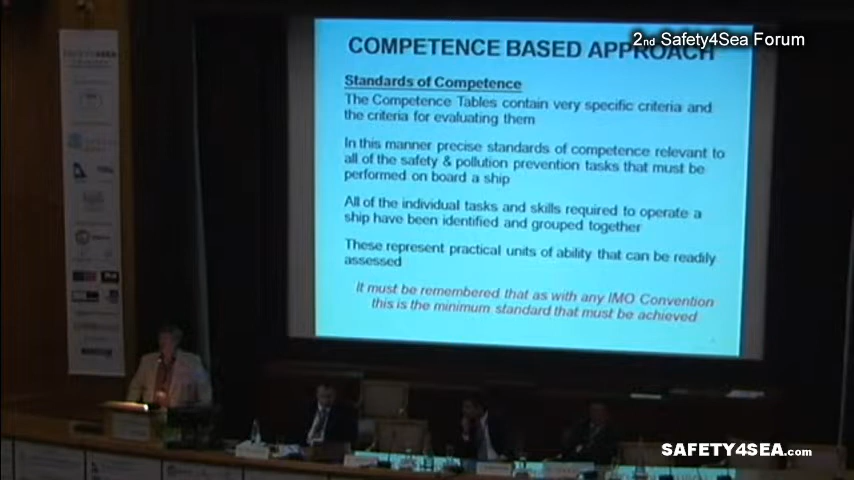 2nd Safety4Sea Forum
COMPETENCE BASED APPROACH
Standards of Competence
The Competence Tables contain very specific criteria and
the criteria for evaluating them
In this manner precise standards of competence relevant to
all of the safety & pollution prevention tasks that must be
performed on board a ship
All of the individual tasks and skills required to operate a
ship have been identified and grouped together
These represent practical units of ability that can be readily
assessed
It must be remembered that as with any IMO Convention
this is the minimum standard that must be achieved
SAFETY4SEA.com